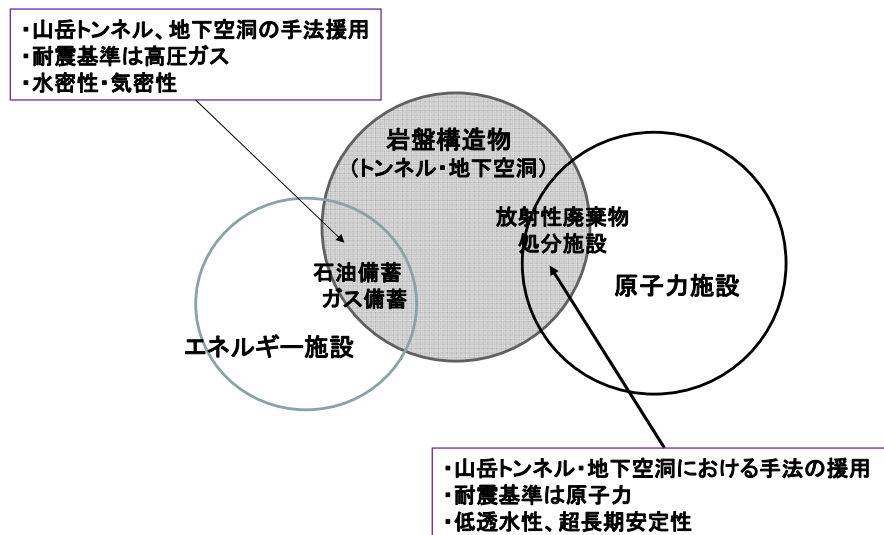 ・山岳トンネル、地下空洞の手法援用
・耐震基準は高圧ガス
・水密性・気密性
岩盤構造物
(トンネル・地下空洞)
放射性廃棄物
処分施設
石油備蓄
ガス備蓄
原子力施設
エネルギー施設
・山岳トンネル・地下空洞における手法の援用
・耐震基準は原子力
・低透水性、超長期安定性